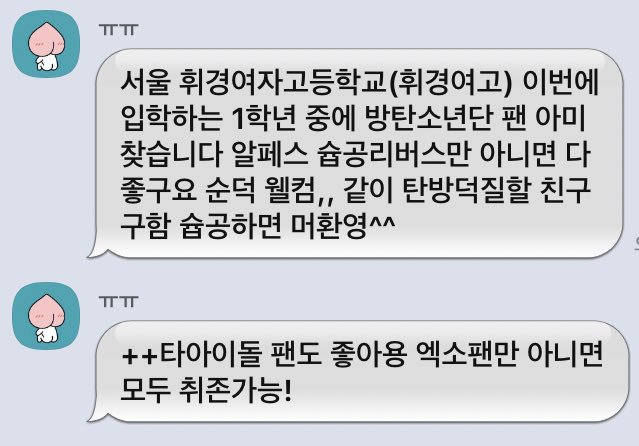 ㅠㅠ
서울 휘경여자고등학교(휘경여고) 이번에
입학하는 1학년 중에 방탄소년단 팬 아미
찾습니다 알페스 슙공리버스만 아니면 다
좋구요 순덕 웰컴,, 같이 탄방덕질할 친구
구함 슙공하면 머환영^^
ㅠㅠ
++타아이돌 팬도 좋아용 엑소팬만 아니면
모두 취존가능!